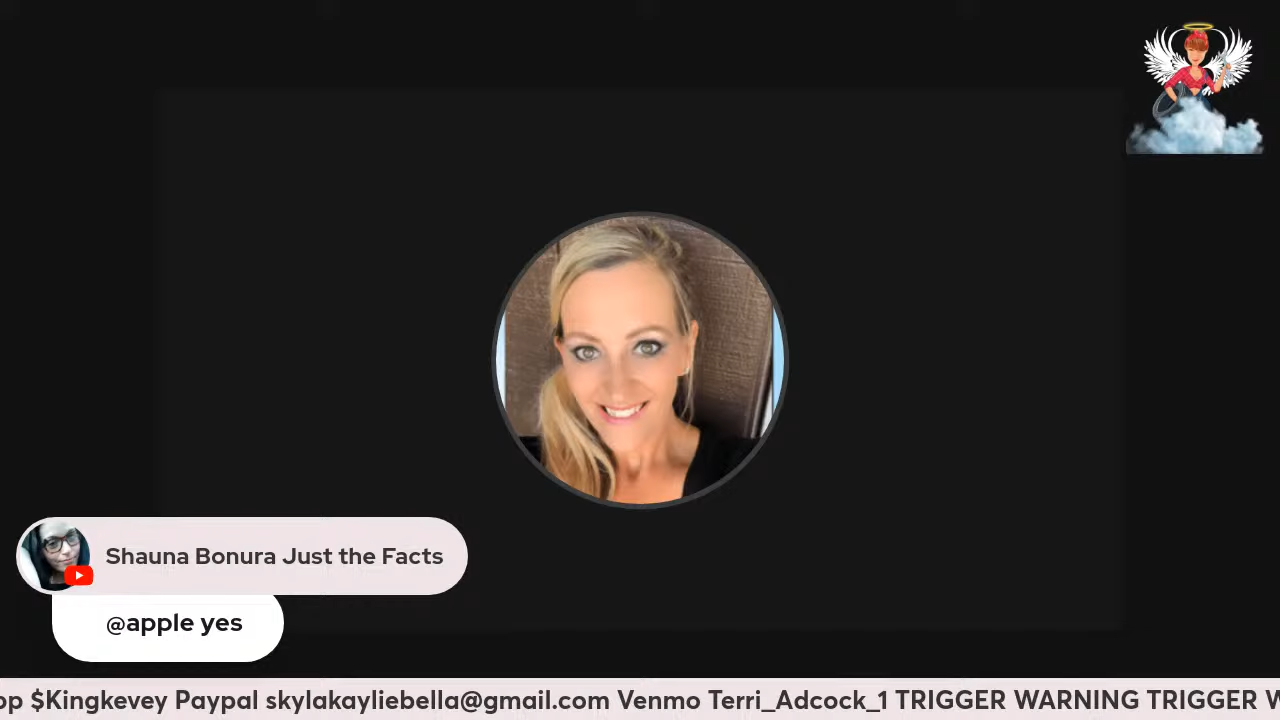 Shauna Bonura Just the Facts
@apple yes
$Kingkevey Paypal skylakayliebella@gmail.com Venmo Terri_Adcock_1 TRIGGER WARNING TRIGGER